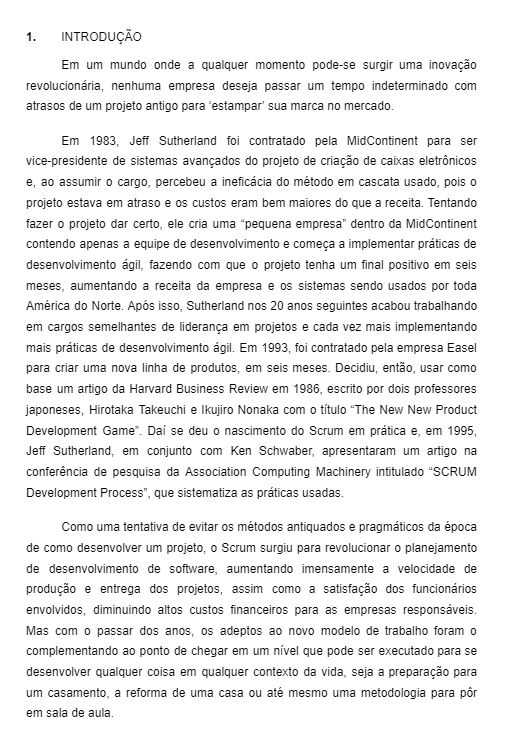 1. INTRODUÇÃO
Em um mundo onde a qualquer momento pode-se surgir uma inovação
revolucionária, nenhuma empresa deseja passar um tempo indeterminado com
atrasos de um projeto antigo para ‘estampar’ sua marca no mercado.
Em 1983, Jeff Sutherland foi contratado pela MidContinent para ser
vice-presidente de sistemas avançados do projeto de criação de caixas eletrônicos
e, ao assumir o cargo, percebeu a ineficácia do método em cascata usado, pois o
projeto estava em atraso e os custos eram bem maiores do que a receita. Tentando
fazer o projeto dar certo, ele cria uma “pequena empresa” dentro da MidContinent
contendo apenas a equipe de desenvolvimento e começa a implementar práticas de
desenvolvimento ágil, fazendo com que o projeto tenha um final positivo em seis
meses, aumentando a receita da empresa e os sistemas sendo usados por toda
América do Norte. Após isso, Sutherland nos 20 anos seguintes acabou trabalhando
em cargos semelhantes de liderança em projetos e cada vez mais implementando
mais práticas de desenvolvimento ágil. Em 1993, foi contratado pela empresa Easel
para criar uma nova linha de produtos, em seis meses. Decidiu, então, usar como
base um artigo da Harvard Business Review em 1986, escrito por dois professores
japoneses, Hirotaka Takeuchi e Ikujiro Nonaka com o título “The New New Product
Development Game”. Daí se deu o nascimento do Scrum em prática e, em 1995,
Jeff Sutherland, em conjunto com Ken Schwaber, apresentaram um artigo na
conferência de pesquisa da Association Computing Machinery intitulado “SCRUM
Development Process”, que sistematiza as práticas usadas.
Como uma tentativa de evitar os métodos antiquados e pragmáticos da época
de como desenvolver um projeto, o Scrum surgiu para revolucionar o planejamento
de desenvolvimento de software, aumentando imensamente a velocidade de
produção e entrega dos projetos, assim como a satisfação dos funcionários
envolvidos, diminuindo altos custos financeiros para as empresas responsáveis.
Mas com o passar dos anos, os adeptos ao novo modelo de trabalho foram o
complementando ao ponto de chegar em um nível que pode ser executado para se
desenvolver qualquer coisa em qualquer contexto da vida, seja a preparação para
um casamento, a reforma de uma casa ou até mesmo uma metodologia para pôr
em sala de aula.